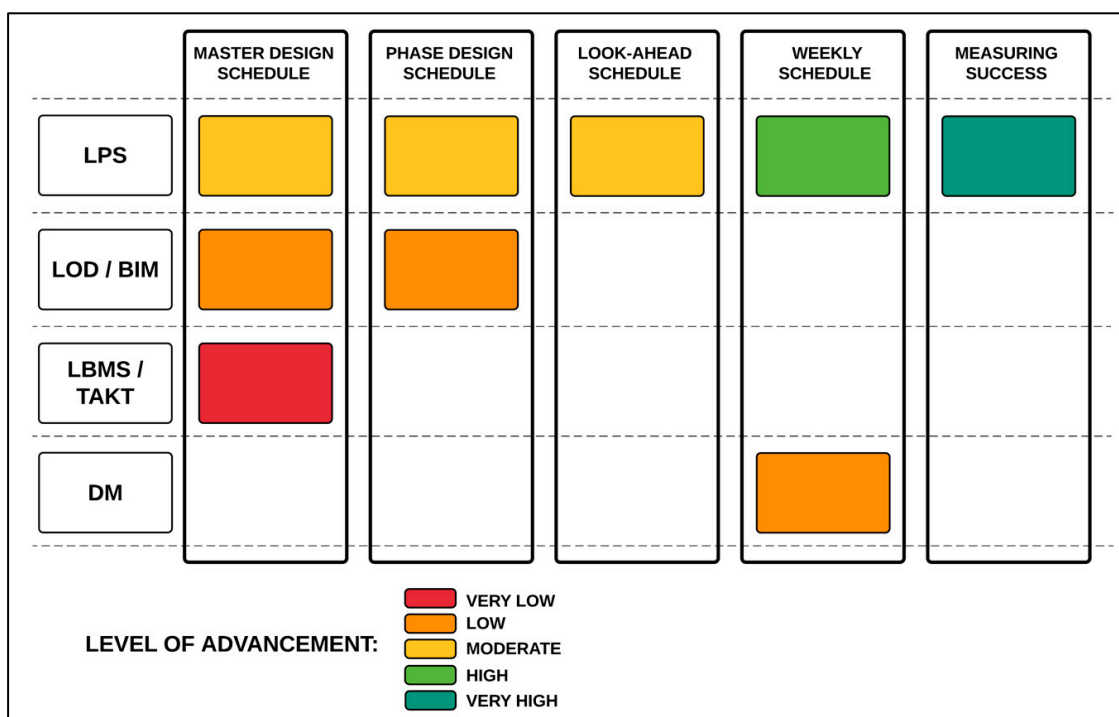 MASTER DESIGN
SCHEDULE
PHASE DESIGN
SCHEDULE
LOOK-AHEAD
SCHEDULE
WEEKLY
SCHEDULE
MEASURING
SUCCESS
LPS
LOD / BIM
LBMS /
TAKT
DM
LEVEL OF ADVANCEMENT:
VERY LOW
LOW
MODERATE
HIGH
VERY HIGH